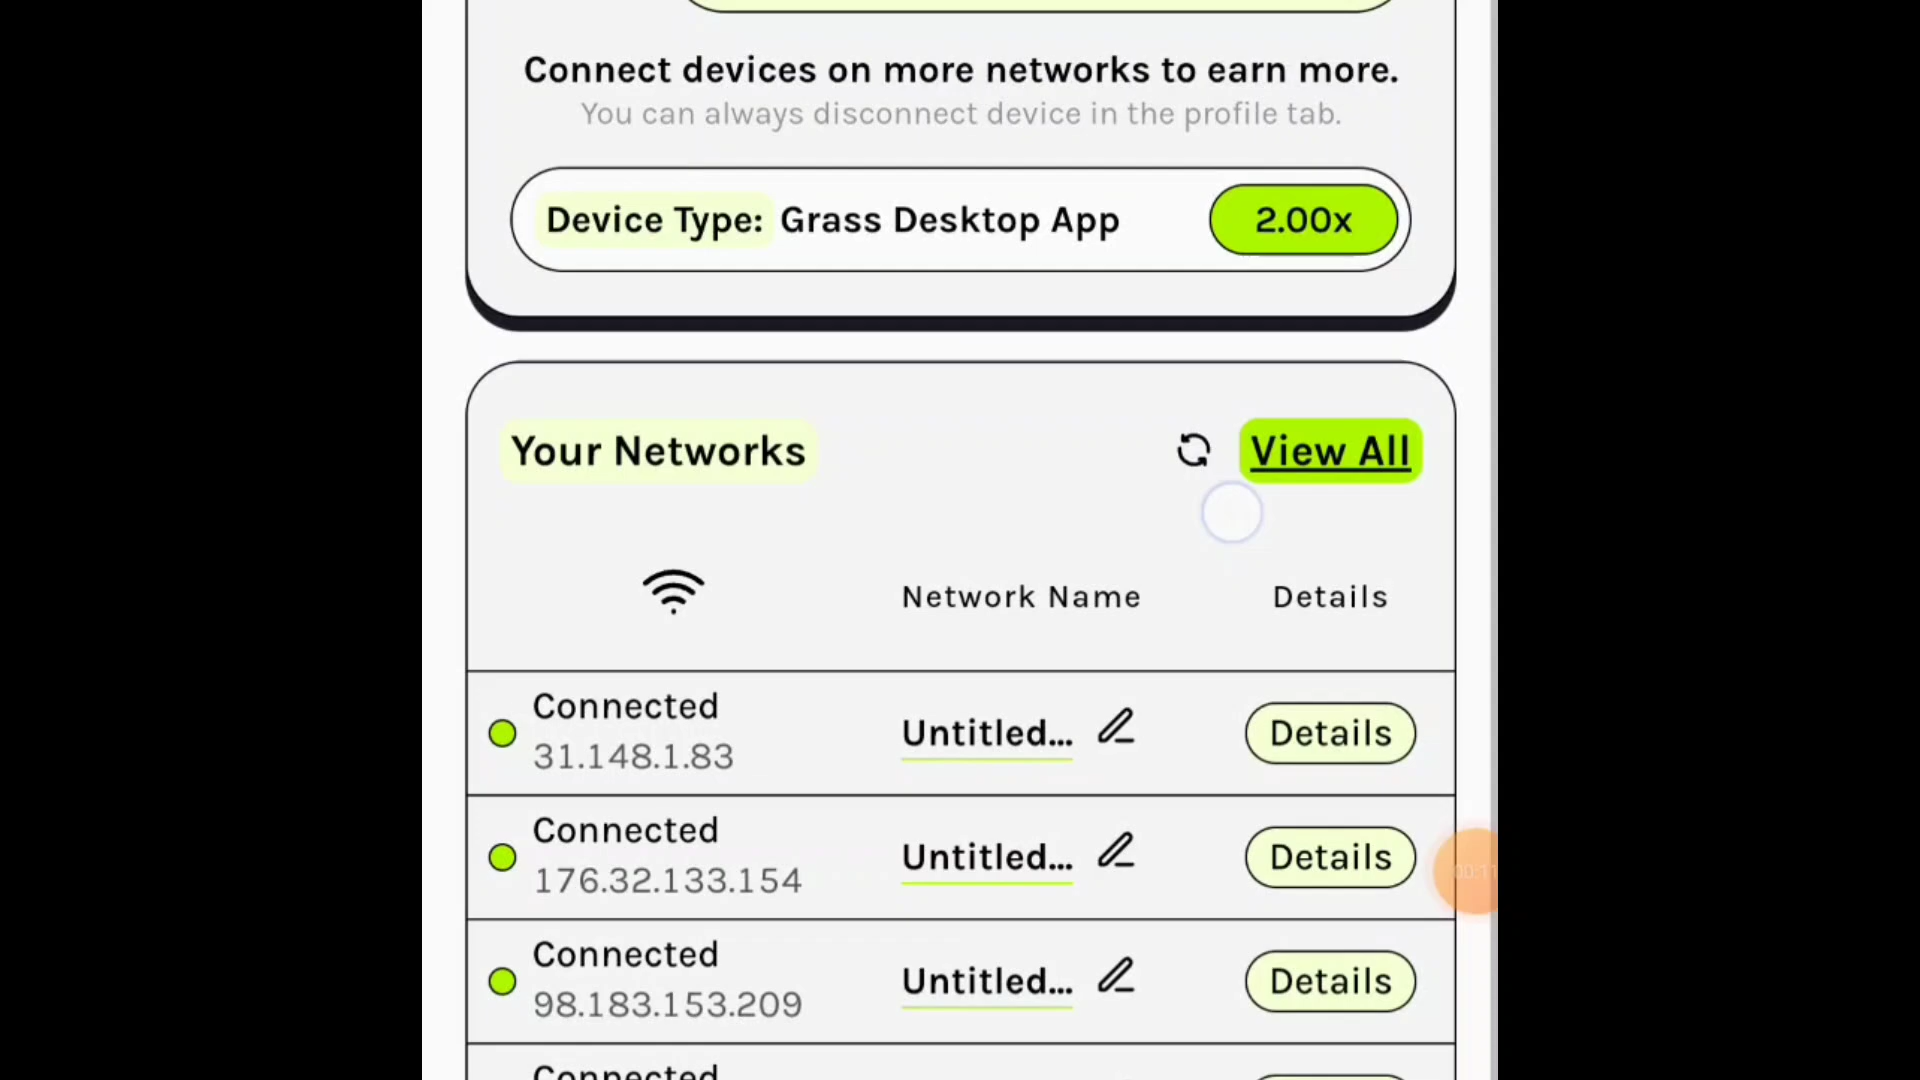 Connect devices on more networks to earn more.
You can always disconnect device in the profile tab.
Device Type: Grass Desktop App 2.00x
Your Networks View All
Network Name Details
Connected
31.148.1.83
Untitled... Details
Connected
176.32.133.154
Untitled... Details
Connected
98.183.153.209
Untitled... Details
Connected
00:11